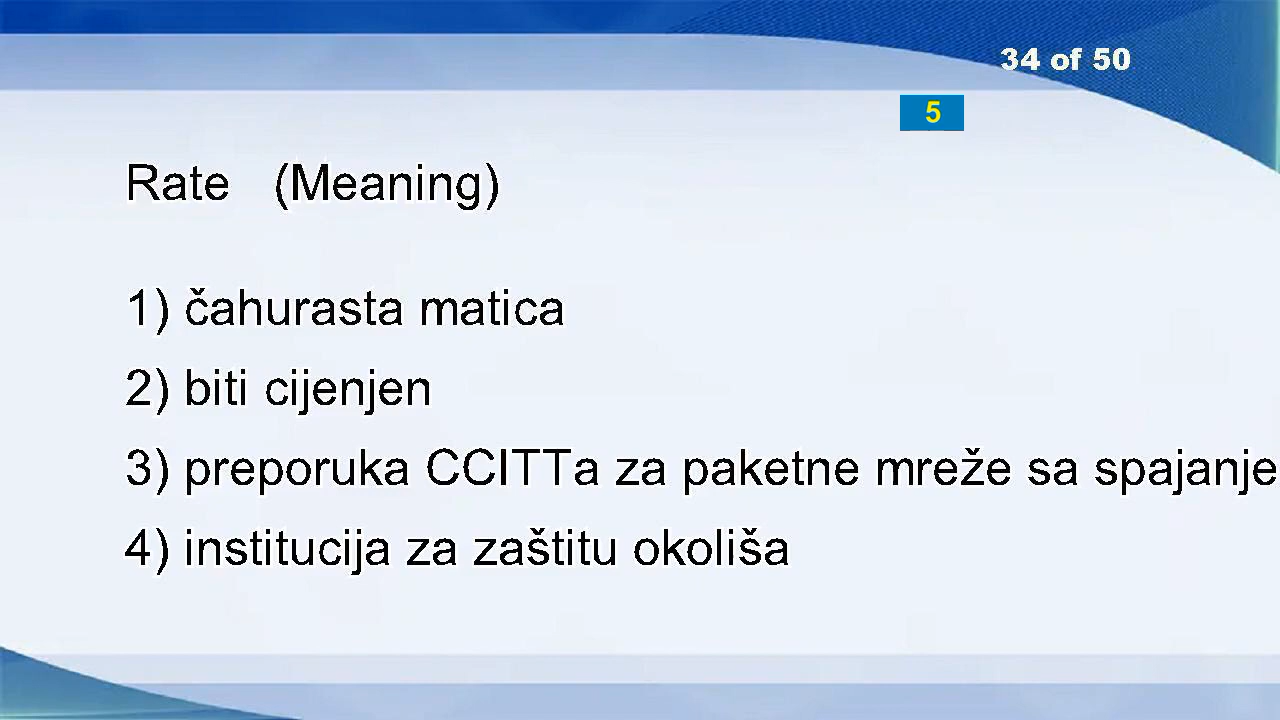 34 of 50
5
Rate (Meaning)
1) čahurasta matica
2) biti cijenjen
3) preporuka CCITTa za paketne mreže sa spajanje
4) institucija za zaštitu okoliša